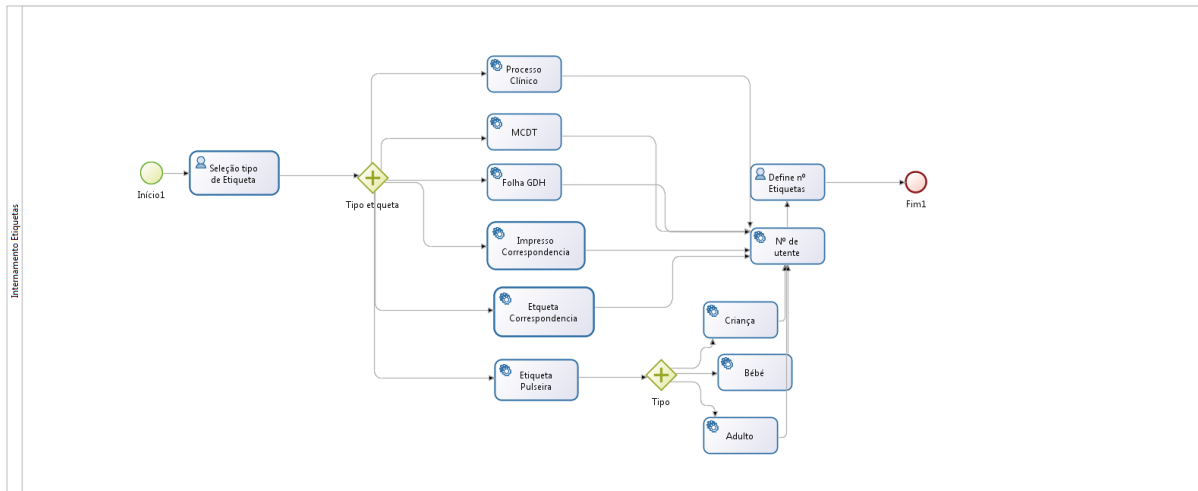 Internamento Etiquetas
Início1
Seleção tipo
de Etiqueta
Tipo etiqueta
Processo
Clínico
MCDT
Folha GDH
Impresso
Correspondencia
Etqueta
Correspondencia
Etiqueta
Pulseira
Tipo
Criança
Bébé
Adulto
Nº de
utente
Define nº
Etiquetas
Fim1